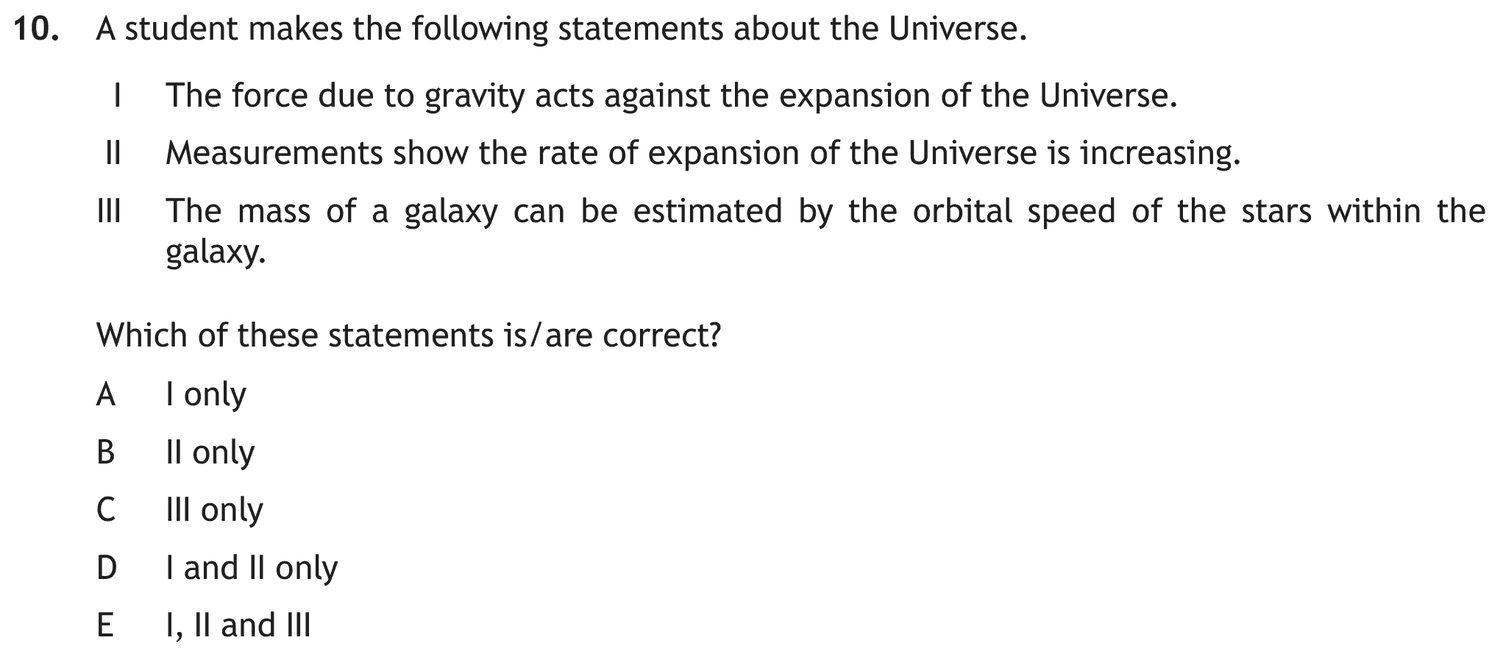 10. A student makes the following statements about the Universe.
I The force due to gravity acts against the expansion of the Universe.
II Measurements show the rate of expansion of the Universe is increasing.
III The mass of a galaxy can be estimated by the orbital speed of the stars within the
galaxy.
Which of these statements is/are correct?
A I only
B II only
C III only
D I and II only
E I, II and III